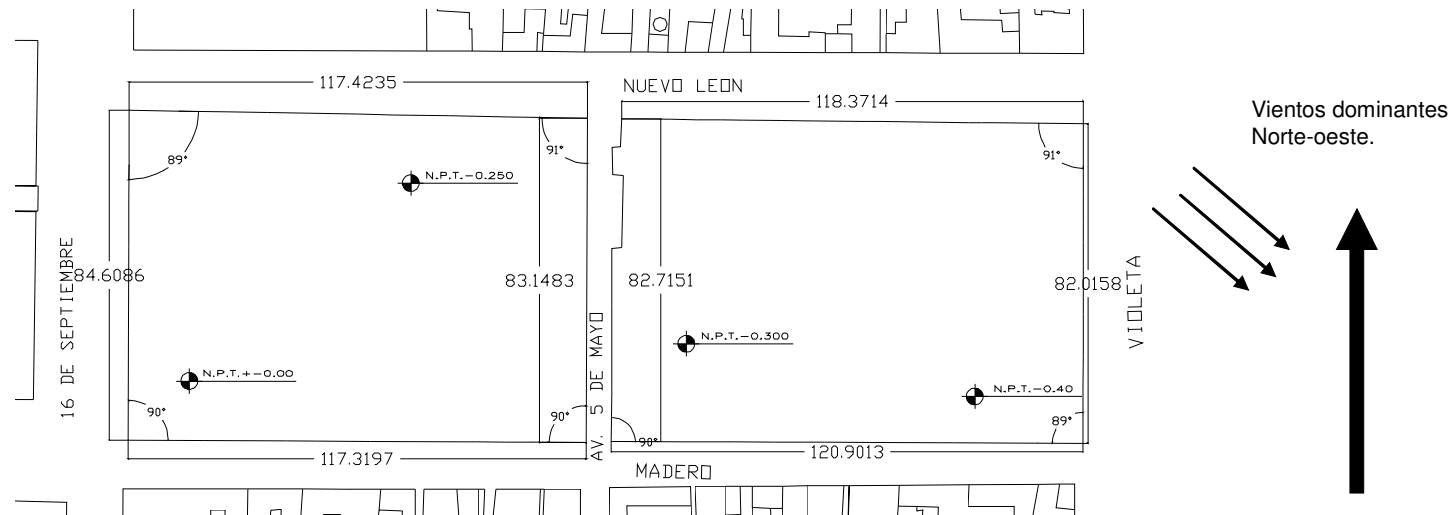 117.4235
NUEVO LEON
118.3714
Vientos dominantes
Norte-oeste.
89°
91°
91°
N.P.T.-0.250
16 DE SEPTIEMBRE
84.6086
83.1483
82.7151
82.0158
VIOLETA
AV. 5 DE MAYO
N.P.T.-0.300
N.P.T.+-0.00
N.P.T.-0.40
90°
90°
90°
89°
117.3197
120.9013
MADERO